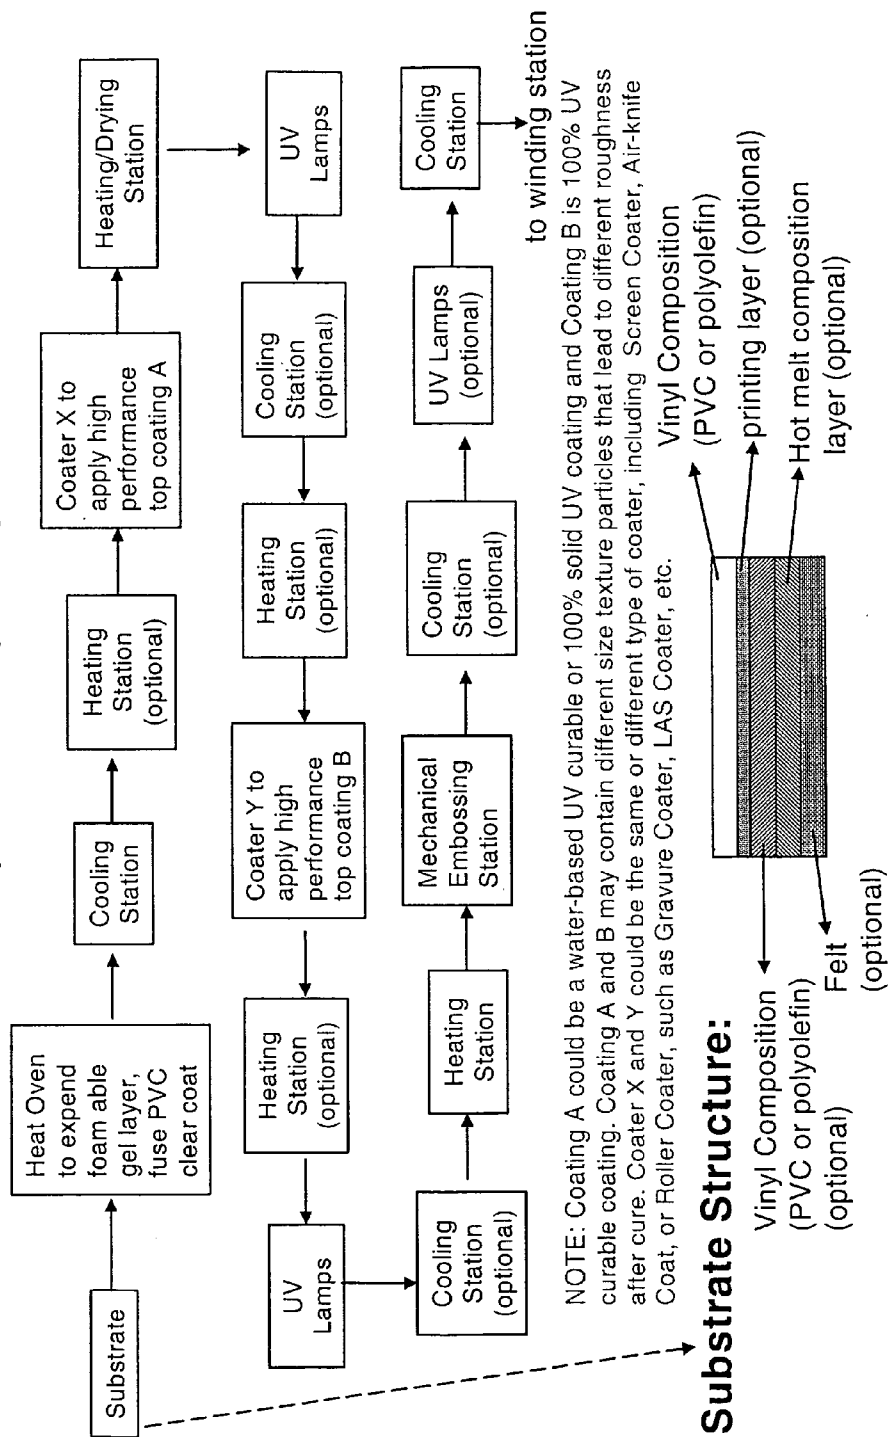 Substrate
Heat Oven
to expend
foam able
gel layer,
fuse PVC
clear coat
Cooling
Station
Heating
Station
(optional)
Coater X to
apply high
performance
top coating A
Heating/Drying
Station
UV
Lamps
Cooling
Station
(optional)
Heating
Station
(optional)
Coater Y to
apply high
performance
top coating B
Heating
Station
(optional)
UV
Lamps
Cooling
Station
(optional)
Heating
Station
Mechanical
Embossing
Station
Cooling
Station
(optional)
UV Lamps
(optional)
Cooling
Station
to winding station
NOTE: Coating A could be a water-based UV curable or 100% solid UV coating and Coating B is 100% UV
curable coating. Coating A and B may contain different size texture particles that lead to different roughness
after cure. Coater X and Y could be the same or different type of coater, including Screen Coater, Air-knife
Coat, or Roller Coater, such as Gravure Coater, LAS Coater, etc.
Substrate Structure:
Vinyl Composition
(PVC or polyolefin)
printing layer (optional)
Hot melt composition
layer (optional)
Vinyl Composition
(PVC or polyolefin)
(optional)
Felt
(optional)